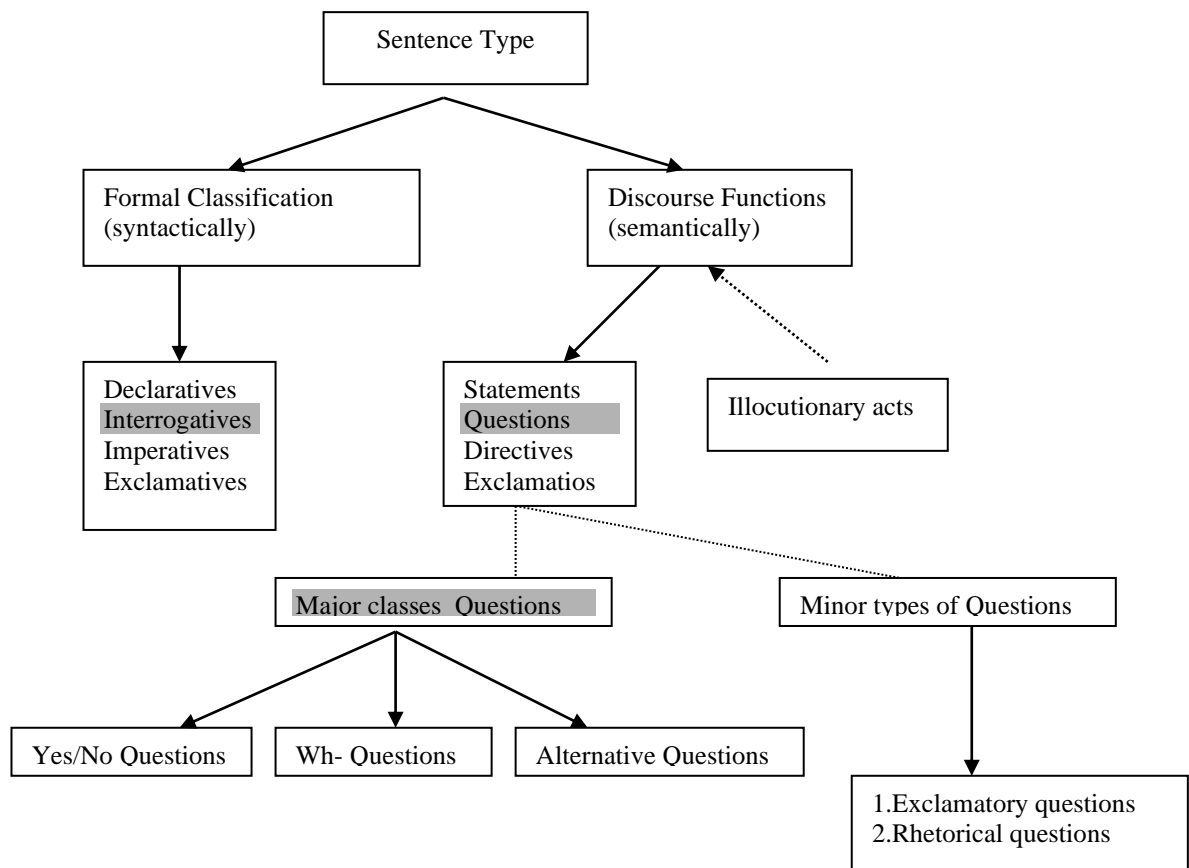 Sentence Type
Formal Classification
(syntactically)
Discourse Functions
(semantically)
Declaratives
Interrogatives
Imperatives
Exclamatives
Statements
Questions
Directives
Exclamatios
Illocutionary acts
Major classes Questions
Minor types of Questions
Yes/No Questions
Wh- Questions
Alternative Questions
1.Exclamatory questions
2.Rhetorical questions